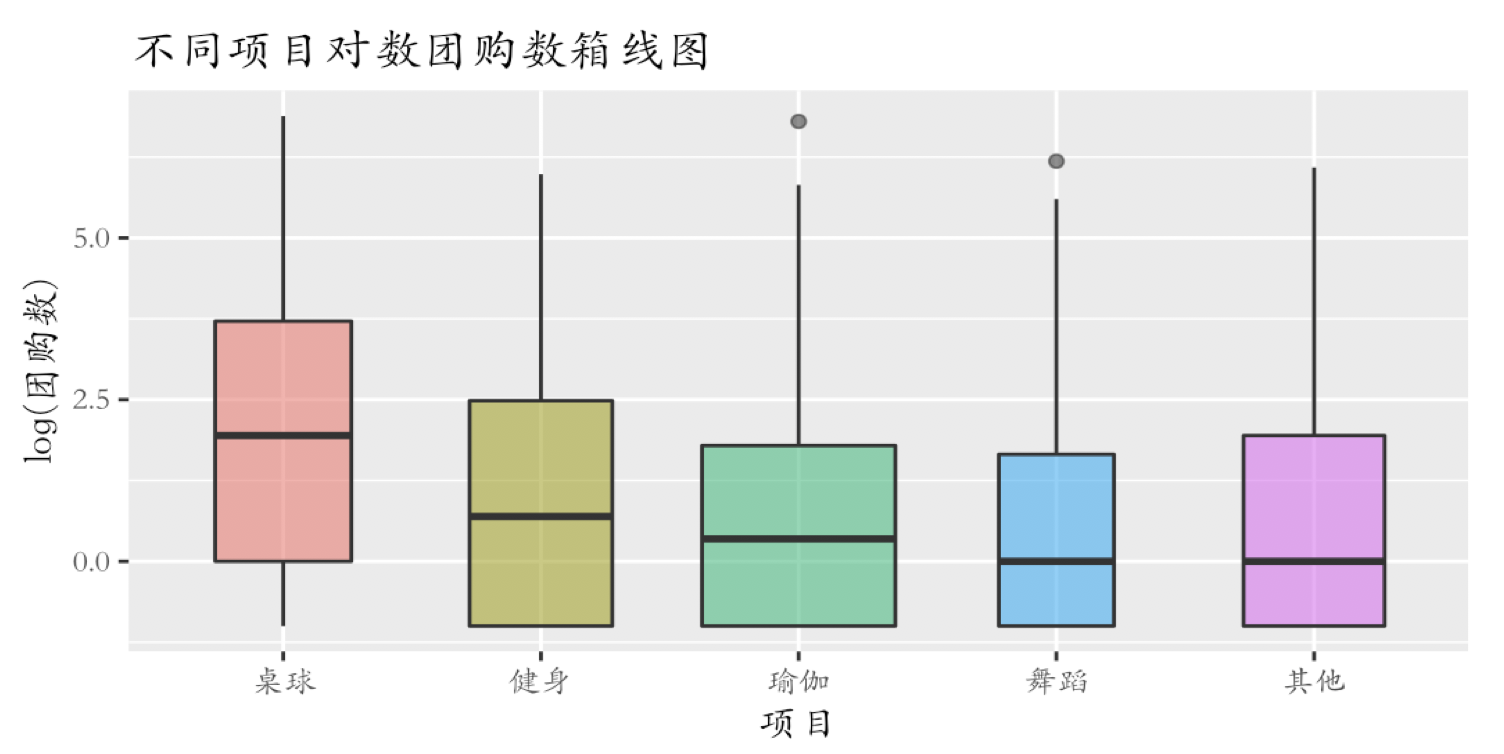 不同项目对数团购数箱线图
log(团购数)
5.0
2.5
0.0
桌球 健身 瑜伽 舞蹈 其他
项目